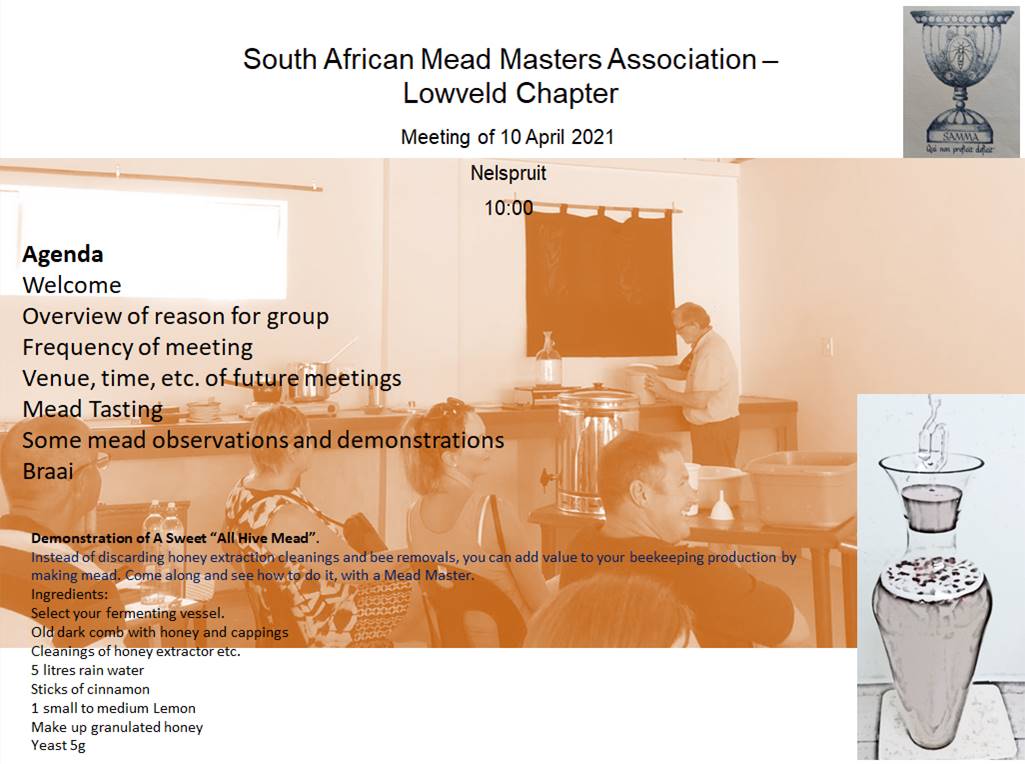 South African Mead Masters Association –
Lowveld Chapter
Meeting of 10 April 2021
Nelspruit
10:00
SAMMA
Qui non proficit deficit
Agenda
Welcome
Overview of reason for group
Frequency of meeting
Venue, time, etc. of future meetings
Mead Tasting
Some mead observations and demonstrations
Braai
Demonstration of A Sweet “All Hive Mead”.
Instead of discarding honey extraction cleanings and bee removals, you can add value to your beekeeping production by
making mead. Come along and see how to do it, with a Mead Master.
Ingredients:
Select your fermenting vessel.
Old dark comb with honey and cappings
Cleanings of honey extractor etc.
5 litres rain water
Sticks of cinnamon
1 small to medium Lemon
Make up granulated honey
Yeast 5g